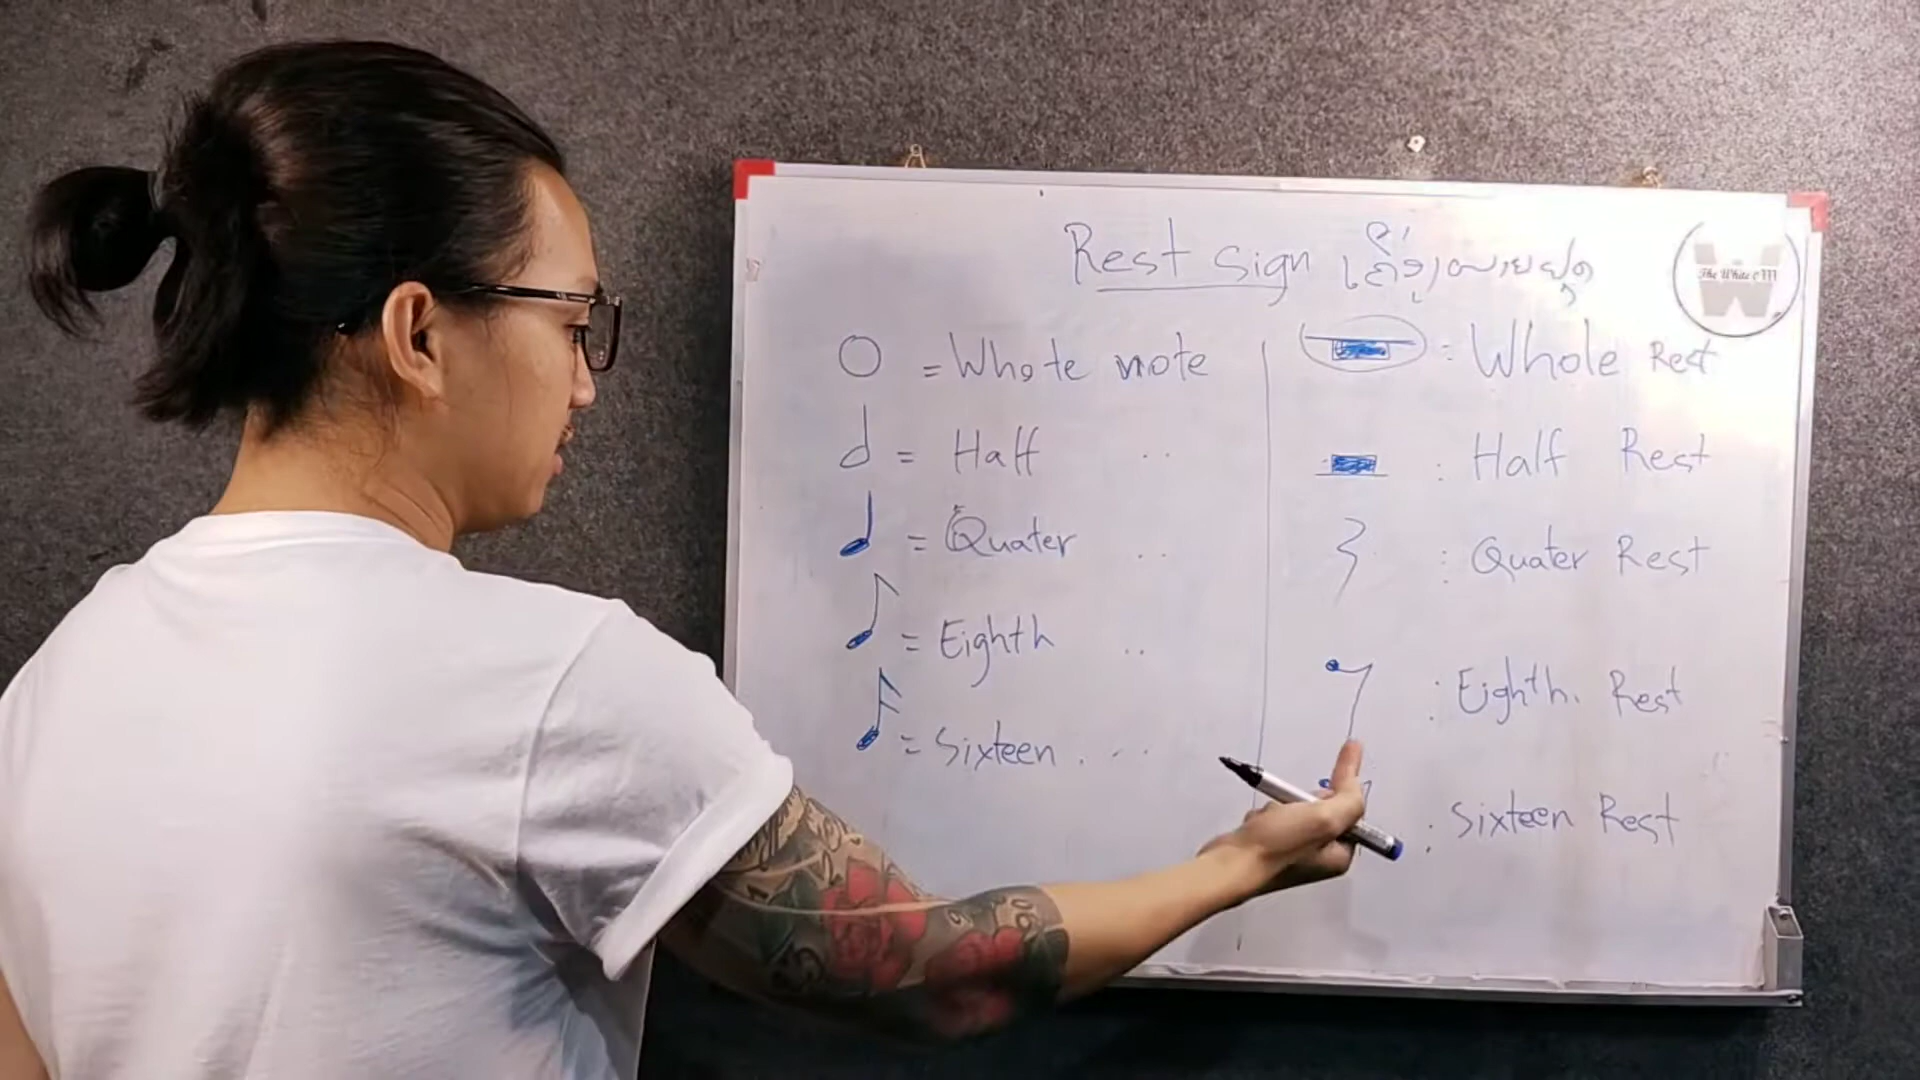 Rest Sign
= Whote note
= Half ..
= Quater ..
= Eighth ..
= Sixteen . ..
: Whole Rest
: Half Rest
: Quater Rest
: Eighth. Rest
: Sixteen Rest
The White